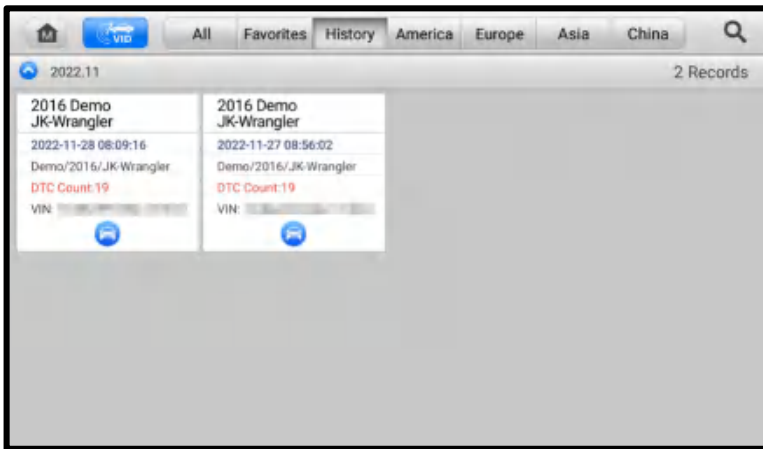 M
VID
All Favorites History America Europe Asia China
2022.11 2 Records
2016 Demo
JK-Wrangler
2022-11-28 08:09:16
Demo/2016/JK-Wrangler
DTC Count:19
VIN:
2016 Demo
JK-Wrangler
2022-11-27 08:56:02
Demo/2016/JK-Wrangler
DTC Count:19
VIN: